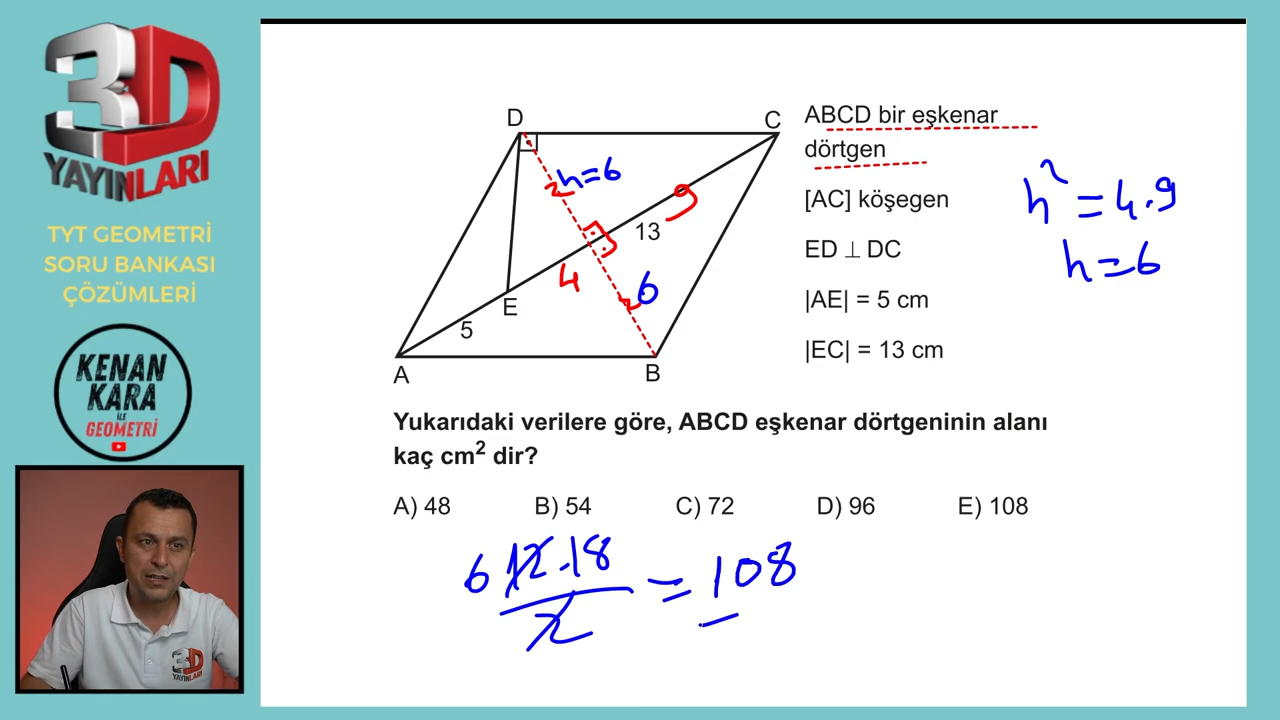 3D
YAYINLARI
TYT GEOMETRİ
SORU BANKASI
ÇÖZÜMLERİ
KENAN
KARA
İLE
GEOMETRİ
3D
YAYINLARI
D
C
h=6
9
13
4
6
E
5
A
B
ABCD bir eşkenar
dörtgen
[AC] köşegen
ED ⊥ DC
|AE| = 5 cm
|EC| = 13 cm
h² = 4.9
h=6
Yukarıdaki verilere göre, ABCD eşkenar dörtgeninin alanı
kaç cm² dir?
A) 48 B) 54 C) 72 D) 96 E) 108
6 12.18
2
= 108